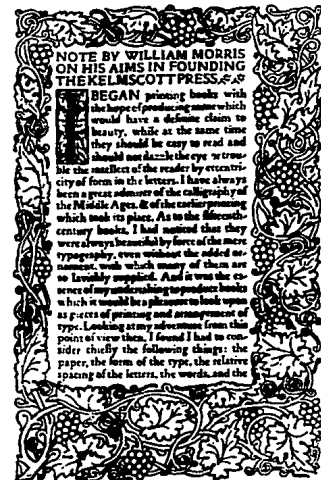 NOTE BY WILLIAM MORRIS
ON HIS AIMS IN FOUNDING
THE KELMSCOTT PRESS
I BEGAN printing books with
the hope of producing some which
would have a definite claim to
beauty, while at the same time
they should be easy to read and
should not dazzle the eye, or trou-
ble the intellect of the reader by eccentri-
city of form in the letters. I have always
been a great admirer of the calligraphy of
the Middle Ages, & of the earlier printing
which took its place. As to the fifteenth-
century books, I had noticed that they
were always beautiful by force of the mere
typography, even without the added or-
nament, with which many of them are
so lavishly supplied. And it was the es-
sence of my undertaking to produce books
which it would be a pleasure to look upon
as pieces of printing and arrangement of
type. Looking at my adventure from this
point of view then, I found I had to con-
sider chiefly the following things: the
paper, the form of the type, the relative
spacing of the letters, the words, and the